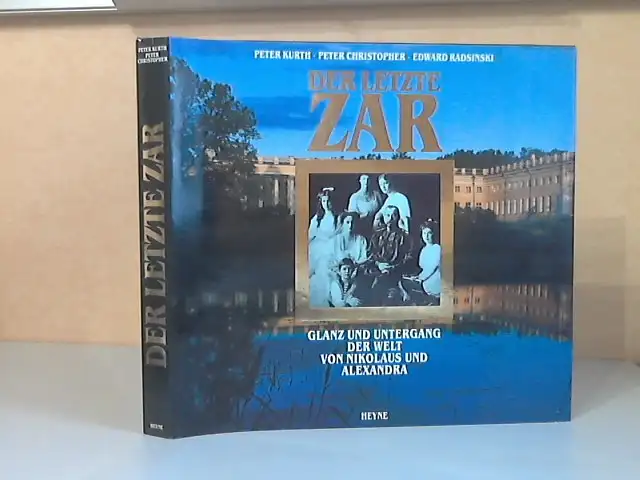 PETER KURTH
PETER
CHRISTOPHER
DER LETZTE ZAR
HEYNE
PETER KURTH · PETER CHRISTOPHER · EDWARD RADSINSKI
DER LETZTE
ZAR
GLANZ UND UNTERGANG
DER WELT
VON NIKOLAUS UND
ALEXANDRA
HEYNE